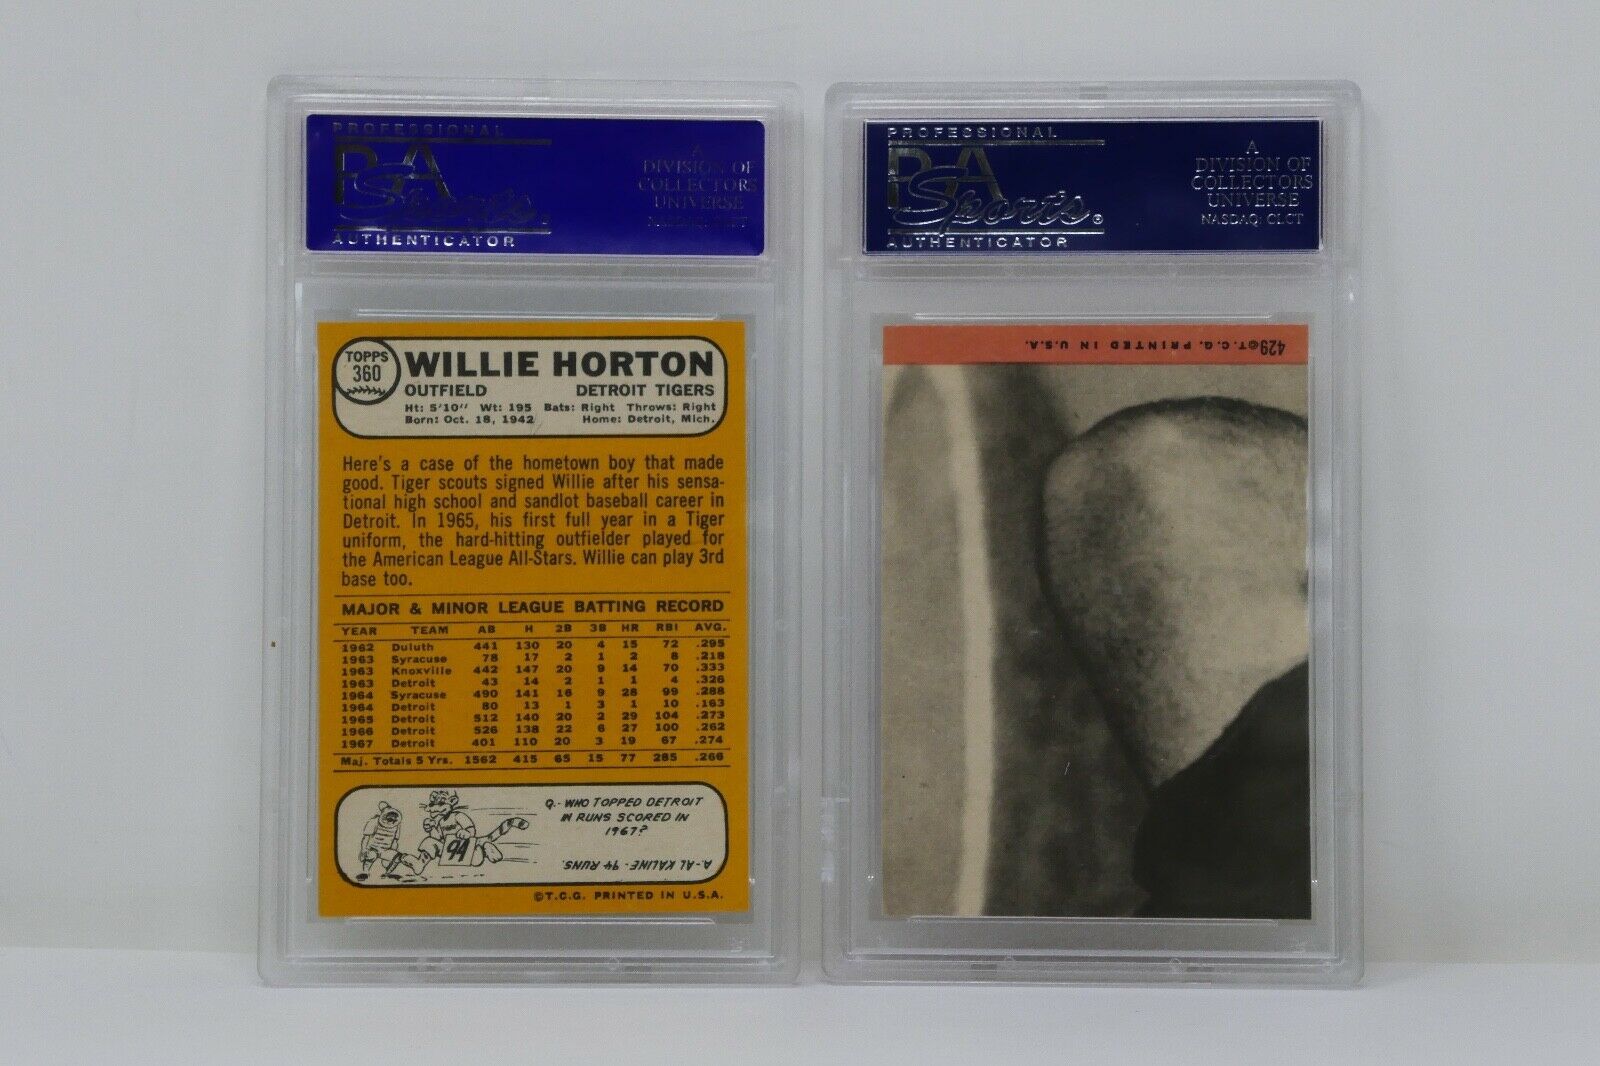 PROFESSIONAL
PSA
Sports®
AUTHENTICATOR
A
DIVISION OF
COLLECTORS
UNIVERSE
NASDAQ: CLCT
TOPPS
360
WILLIE HORTON
OUTFIELD DETROIT TIGERS
Ht: 5'10" Wt: 195 Bats: Right Throws: Right
Born: Oct. 18, 1942 Home: Detroit, Mich.
Here's a case of the hometown boy that made
good. Tiger scouts signed Willie after his sensa-
tional high school and sandlot baseball career in
Detroit. In 1965, his first full year in a Tiger
uniform, the hard-hitting outfielder played for
the American League All-Stars. Willie can play 3rd
base too.
MAJOR & MINOR LEAGUE BATTING RECORD
YEAR TEAM AB H 2B 3B HR RBI AVG.
1962 Duluth 441 130 20 4 15 72 .295
1963 Syracuse 78 17 2 1 2 8 .218
1963 Knoxville 442 147 20 9 14 70 .333
1963 Detroit 43 14 2 1 1 4 .326
1964 Syracuse 490 141 16 9 28 99 .288
1964 Detroit 80 13 1 3 1 10 .163
1965 Detroit 512 140 20 2 29 104 .273
1966 Detroit 526 138 22 6 27 100 .262
1967 Detroit 401 110 20 3 19 67 .274
Maj. Totals 5 Yrs. 1562 415 65 15 77 285 .266
94
Q.- WHO TOPPED DETROIT
IN RUNS SCORED IN
1967?
A-AL KALINE - 94 RUNS.
©T.C.G. PRINTED IN U.S.A.
PROFESSIONAL
PSA
Sports®
AUTHENTICATOR
A
DIVISION OF
COLLECTORS
UNIVERSE
NASDAQ: CLCT
429 ©T.C.G. PRINTED IN U.S.A.